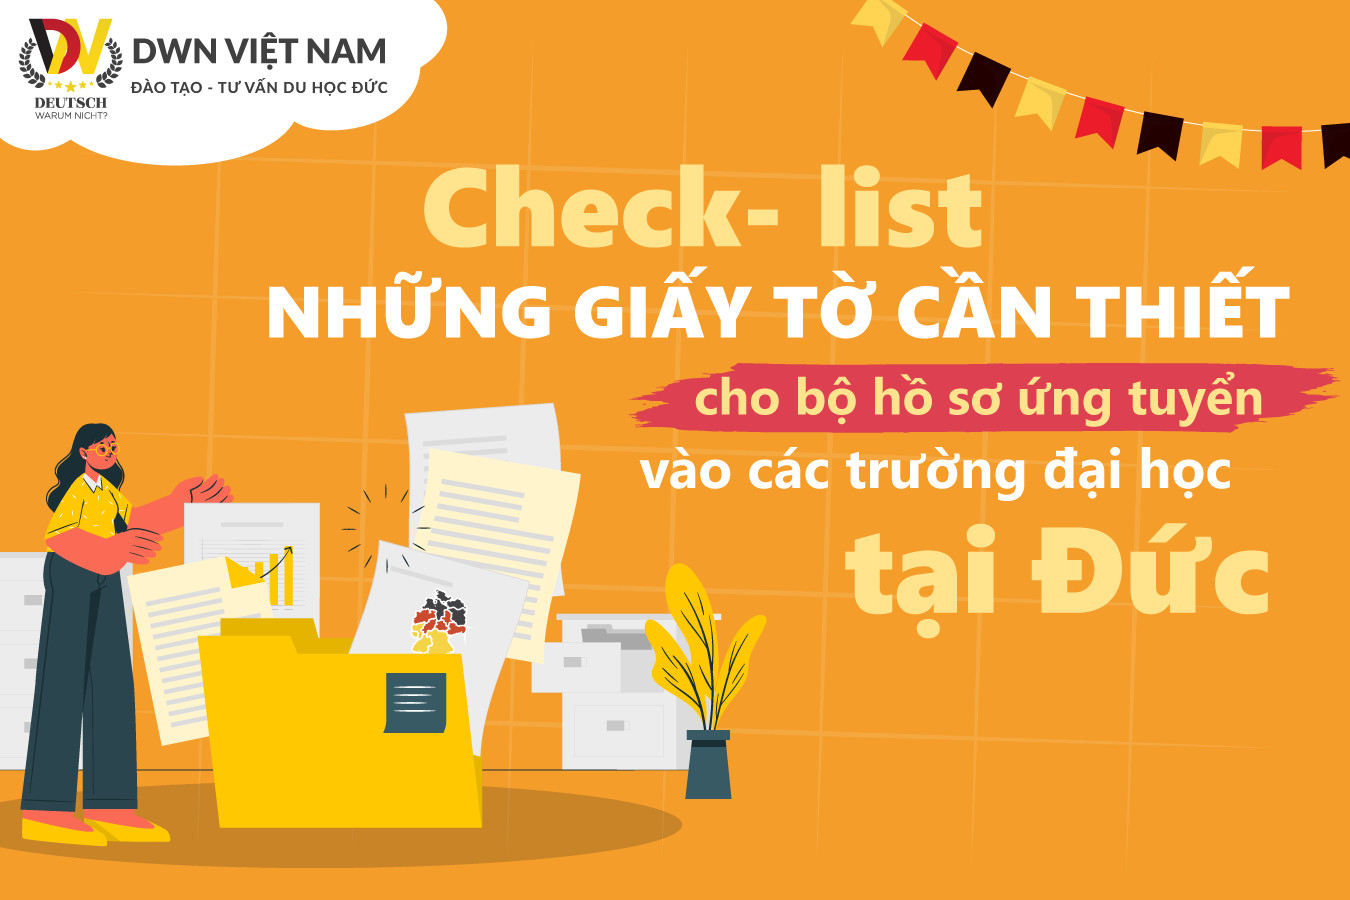 DWN VIỆT NAM
ĐÀO TẠO - TƯ VẤN DU HỌC ĐỨC
DEUTSCH
WARUM NICHT?
Check- list
NHỮNG GIẤY TỜ CẦN THIẾT
cho bộ hồ sơ ứng tuyển
vào các trường đại học
tại Đức